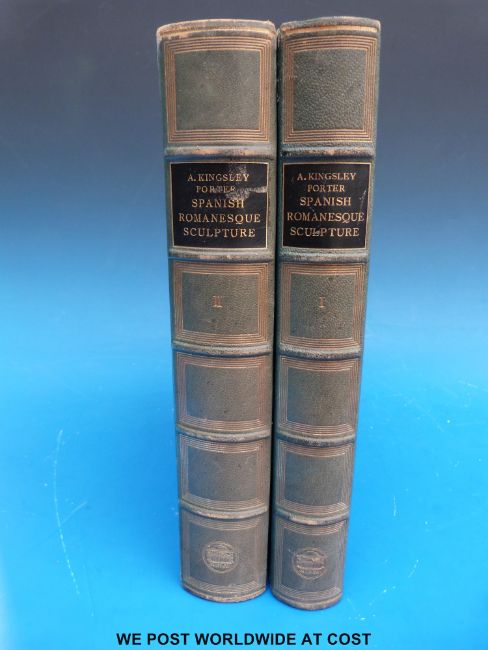 A. KINGSLEY
PORTER
SPANISH
ROMANESQUE
SCULPTURE
II
A. KINGSLEY
PORTER
SPANISH
ROMANESQUE
SCULPTURE
I
WE POST WORLDWIDE AT COST